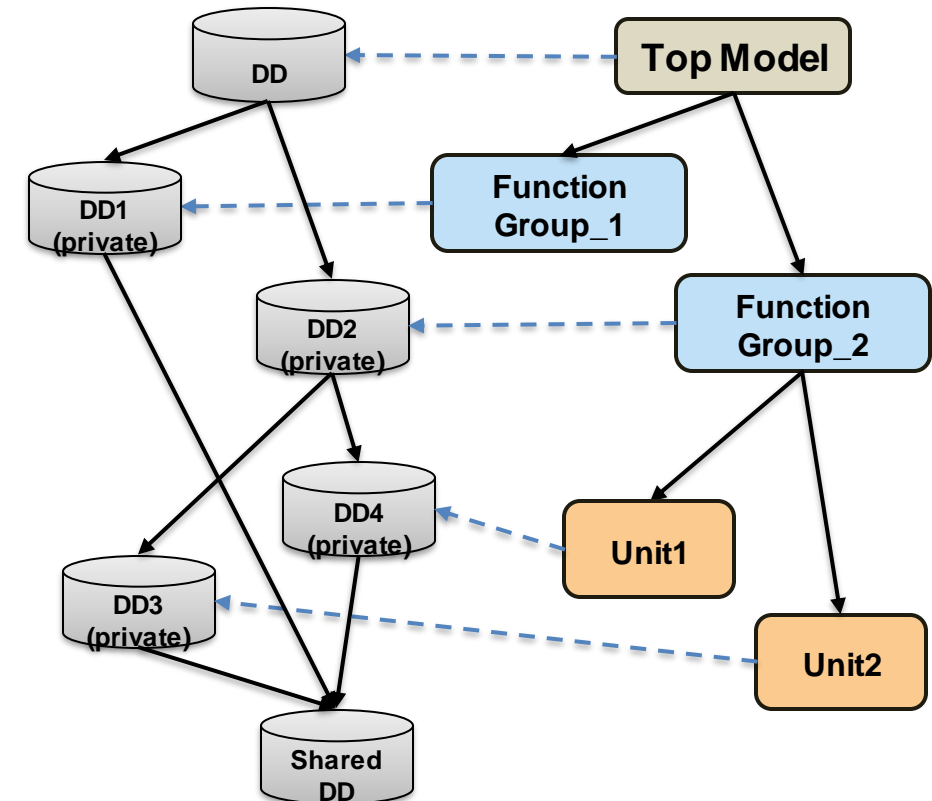 DD
Top Model
DD1
(private)
Function
Group_1
DD2
(private)
Function
Group_2
DD4
(private)
Unit1
DD3
(private)
Unit2
Shared
DD